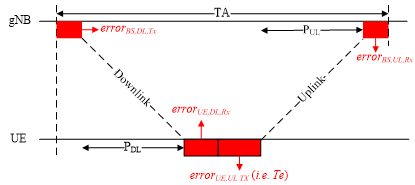 TA
gNB
error_BS,DL,Tx
P_UL
error_BS,UL,Rx
Downlink
Uplink
error_UE,DL,Rx
UE
P_DL
error_UE,UL,TX (i.e. Te)